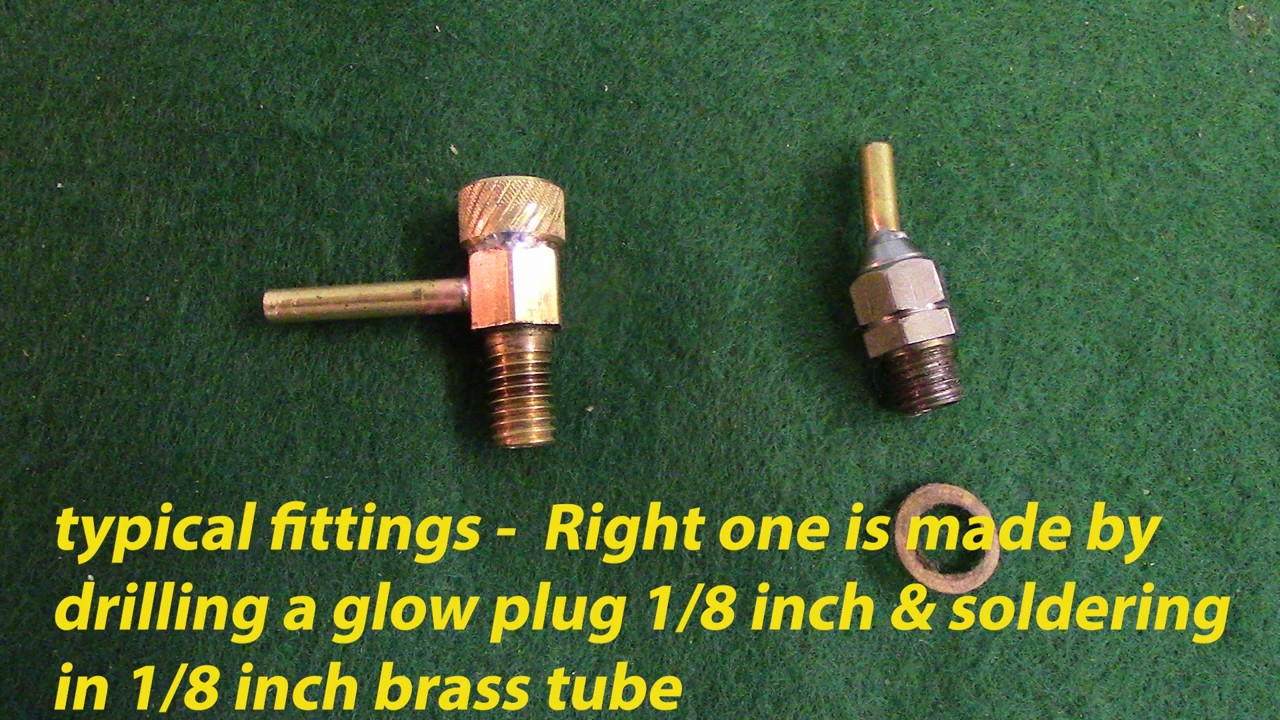 typical fittings -  Right one is made by
drilling a glow plug 1/8 inch & soldering
in 1/8 inch brass tube